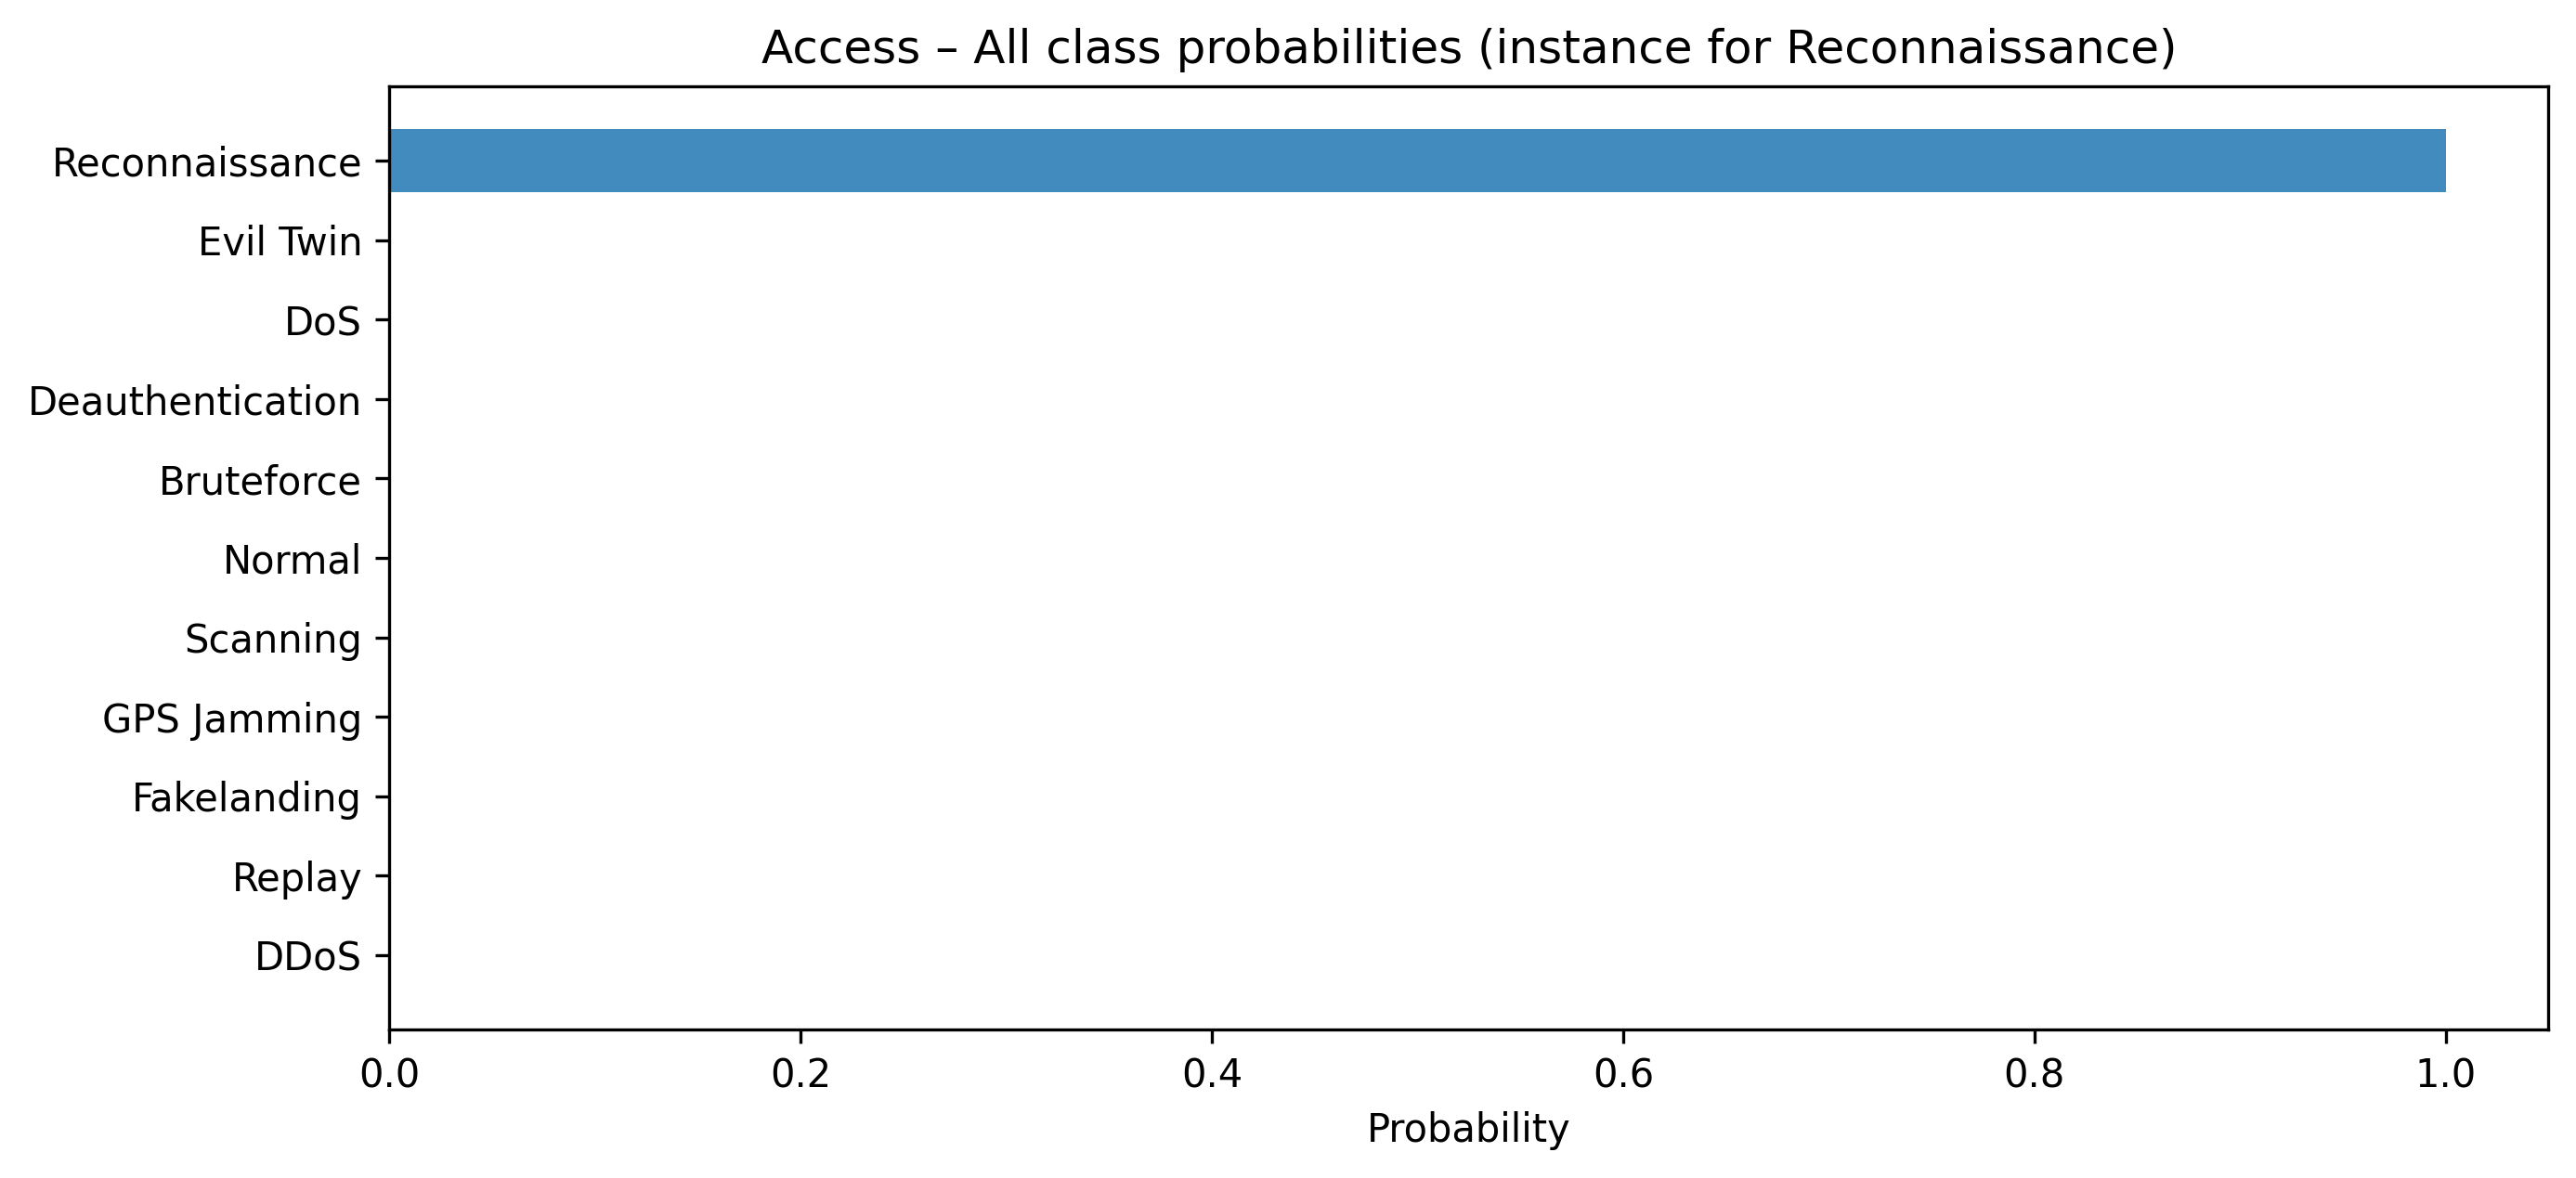 Access – All class probabilities (instance for Reconnaissance)
Reconnaissance
Evil Twin
DoS
Deauthentication
Bruteforce
Normal
Scanning
GPS Jamming
Fakelanding
Replay
DDoS
0.0 0.2 0.4 0.6 0.8 1.0
Probability